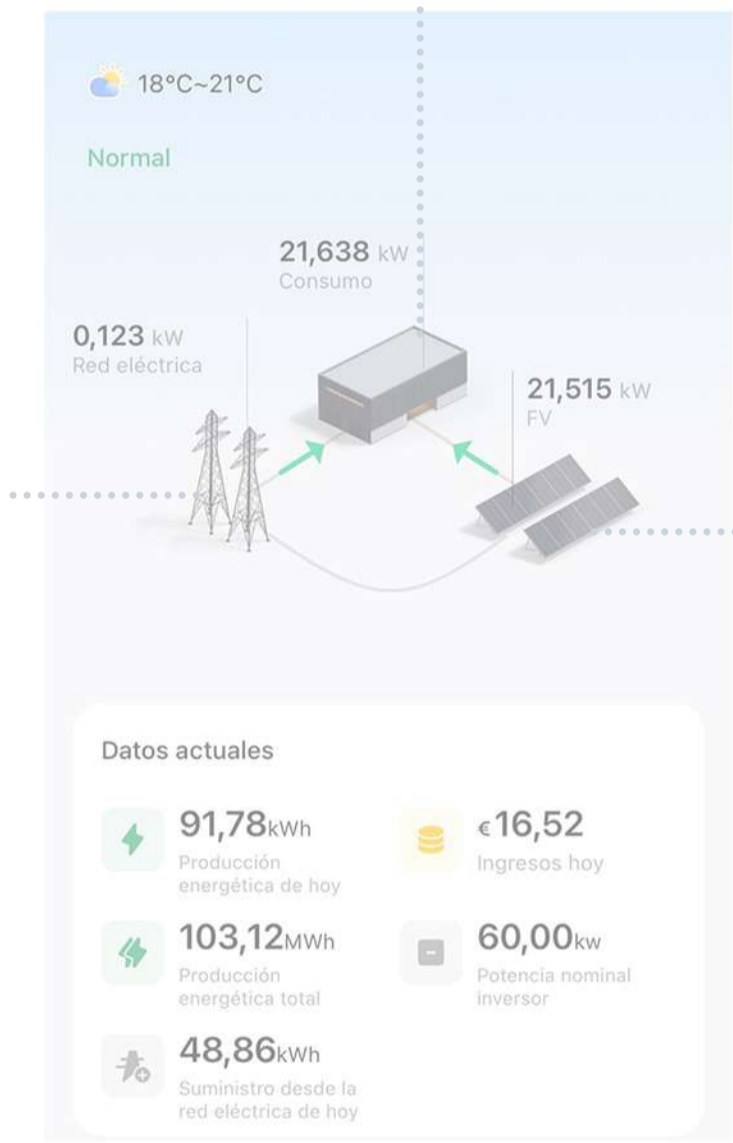 18°C~21°C
Normal
21,638 kW
Consumo
0,123 kW
Red eléctrica
21,515 kW
FV
Datos actuales
91,78kWh
Producción
energética de hoy
€16,52
Ingresos hoy
103,12MWh
Producción
energética total
60,00kw
Potencia nominal
inversor
48,86kWh
Suministro desde la
red eléctrica de hoy